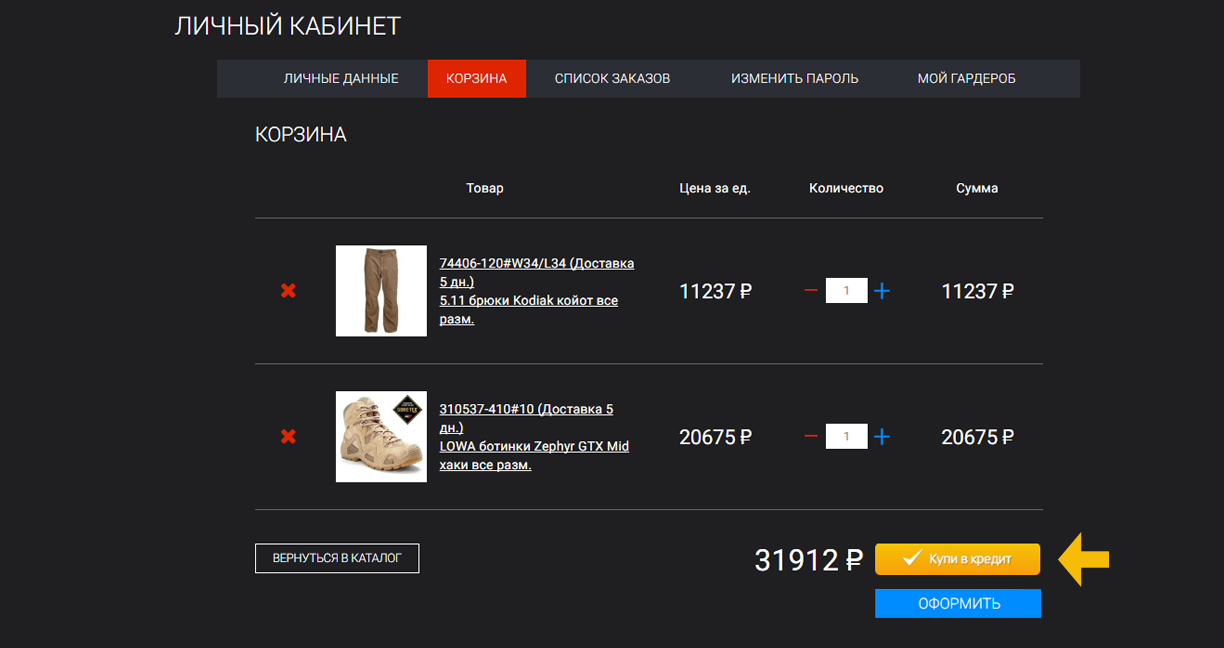 ЛИЧНЫЙ КАБИНЕТ
ЛИЧНЫЕ ДАННЫЕ КОРЗИНА СПИСОК ЗАКАЗОВ ИЗМЕНИТЬ ПАРОЛЬ МОЙ ГАРДЕРОБ
КОРЗИНА
Товар Цена за ед. Количество Сумма
74406-120#W34/L34 (Доставка
5 дн.)
5.11 брюки Kodiak койот все
разм.
11237 ₽ 1 11237 ₽
GORE-TEX
310537-410#10 (Доставка 5
дн.)
LOWA ботинки Zephyr GTX Mid
хаки все разм.
20675 ₽ 1 20675 ₽
ВЕРНУТЬСЯ В КАТАЛОГ 31912 ₽ Купи в кредит
ОФОРМИТЬ